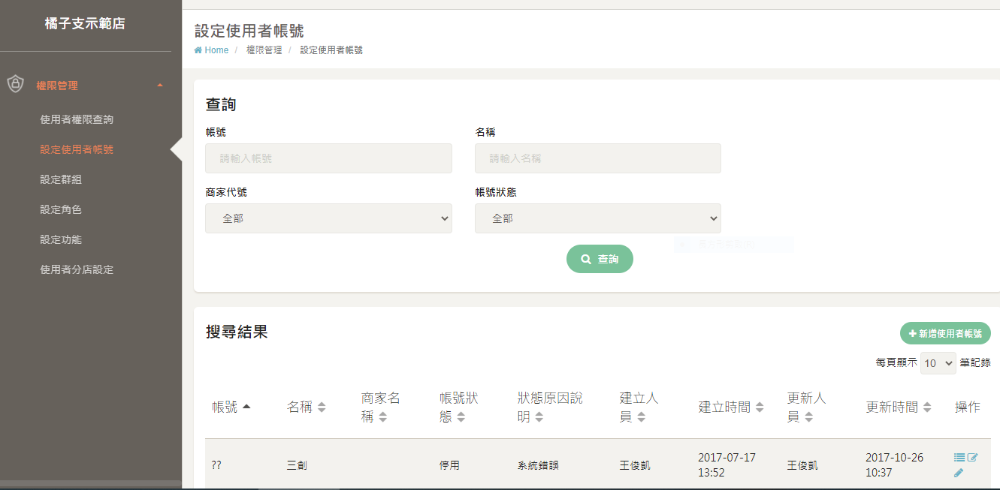 橘子支示範店
權限管理
使用者權限查詢
設定使用者帳號
設定群組
設定角色
設定功能
使用者分店設定
設定使用者帳號
Home / 權限管理 / 設定使用者帳號
查詢
帳號 名稱
請輸入帳號 請輸入名稱
商家代號 帳號狀態
全部 全部
查詢
搜尋結果
新增使用者帳號
每頁顯示 10 筆記錄
帳號 名稱 商家名稱 帳號狀態 狀態原因說明 建立人員 建立時間 更新人員 更新時間 操作
?? 三創 停用 系統錯誤 王俊凱 2017-07-17 13:52 王俊凱 2017-10-26 10:37